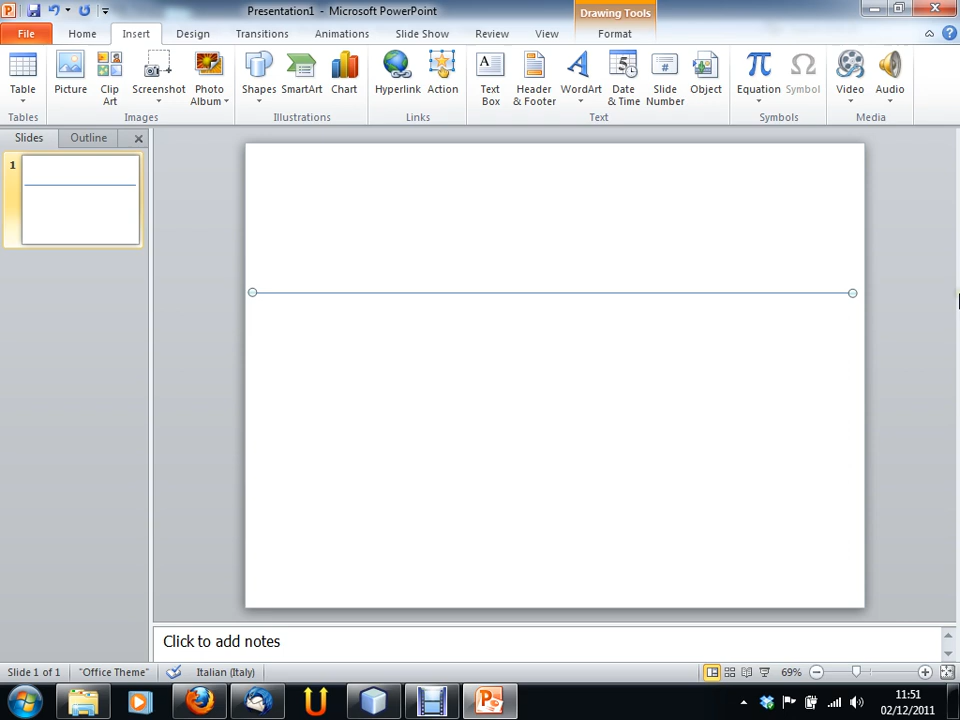 Presentation1 - Microsoft PowerPoint
Drawing Tools
File Home Insert Design Transitions Animations Slide Show Review View Format
Table Picture Clip Art Screenshot Photo Album Shapes SmartArt Chart Hyperlink Action Text Box Header & Footer WordArt Date & Time Slide Number Object Equation Symbol Video Audio
Tables Images Illustrations Links Text Symbols Media
Slides Outline
1
Click to add notes
Slide 1 of 1 "Office Theme" Italian (Italy) 69%
11:51
02/12/2011